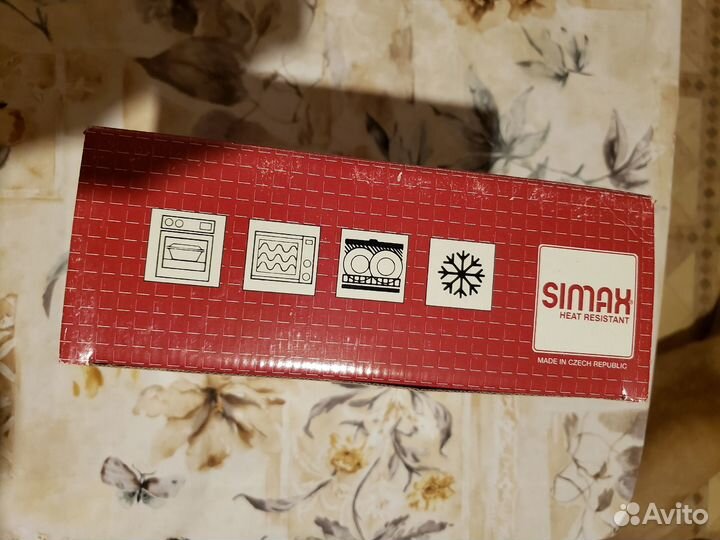 SIMAX®
HEAT RESISTANT
MADE IN CZECH REPUBLIC
Avito